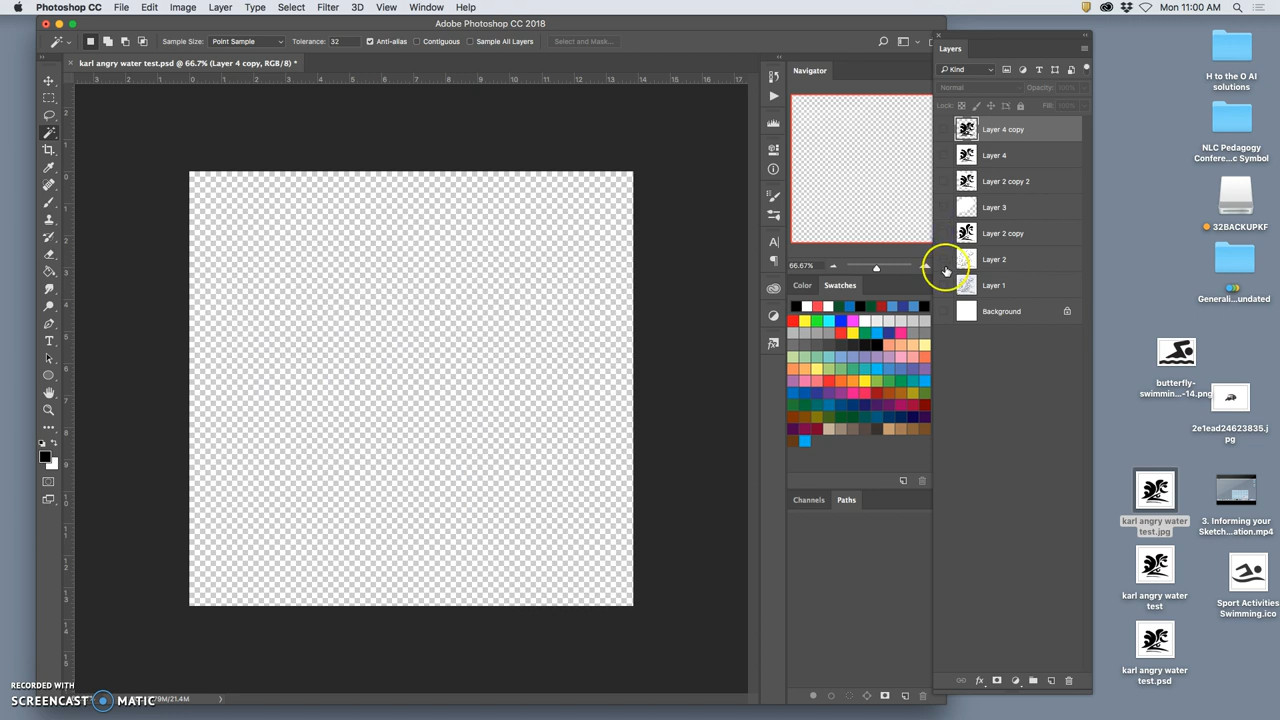 Photoshop CC File Edit Image Layer Type Select Filter 3D View Window Help
Mon 11:00 AM
Adobe Photoshop CC 2018
Sample Size: Point Sample Tolerance: 32 Anti-alias Contiguous Sample All Layers Select and Mask...
karl angry water test.psd @ 66.7% (Layer 4 copy, RGB/8) *
Navigator
66.67%
Color Swatches
Channels Paths
Layers
Kind
Normal Opacity: 100%
Lock: Fill: 100%
Layer 4 copy
Layer 4
Layer 2 copy 2
Layer 3
Layer 2 copy
Layer 2
Layer 1
Background
H to the O AI
solutions
NLC Pedagogy
Confere...c Symbol
32BACKUPKF
Generali...undated
butterfly-
swimmin...-14.png
2e1ead24623835.j
pg
karl angry water
test.jpg
3. Informing your
Sketch...ation.mp4
karl angry water
test
Sport Activities
Swimming.ico
karl angry water
test.psd
RECORDED WITH
SCREENCAST MATIC
M/21.4M